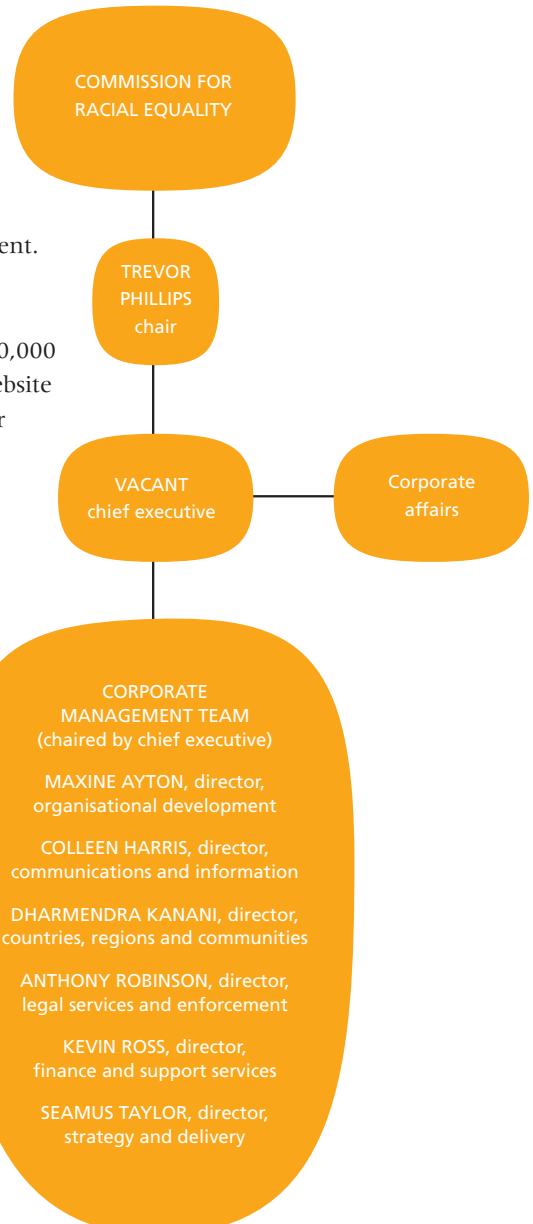 COMMISSION FOR
RACIAL EQUALITY
TREVOR
PHILLIPS
chair
VACANT
chief executive
Corporate
affairs
CORPORATE
MANAGEMENT TEAM
(chaired by chief executive)
MAXINE AYTON, director,
organisational development
COLLEEN HARRIS, director,
communications and information
DHARMENDRA KANANI, director,
countries, regions and communities
ANTHONY ROBINSON, director,
legal services and enforcement
KEVIN ROSS, director,
finance and support services
SEAMUS TAYLOR, director,
strategy and delivery